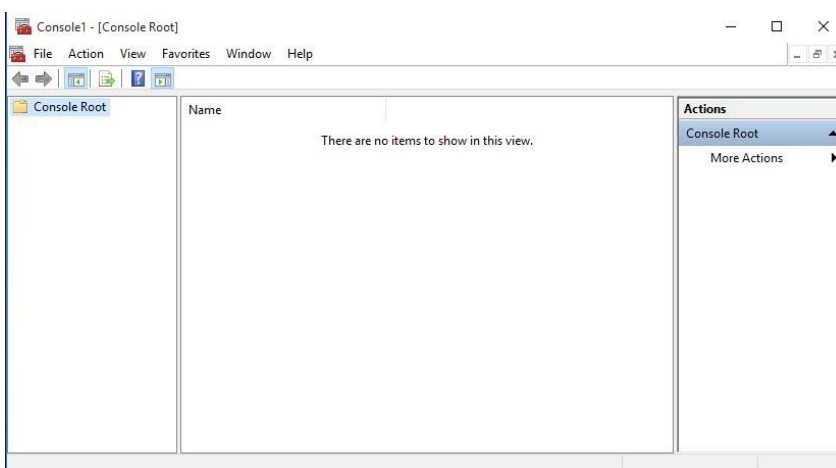 Console1 - [Console Root]
File Action View Favorites Window Help
Console Root
Name
There are no items to show in this view.
Actions
Console Root
More Actions